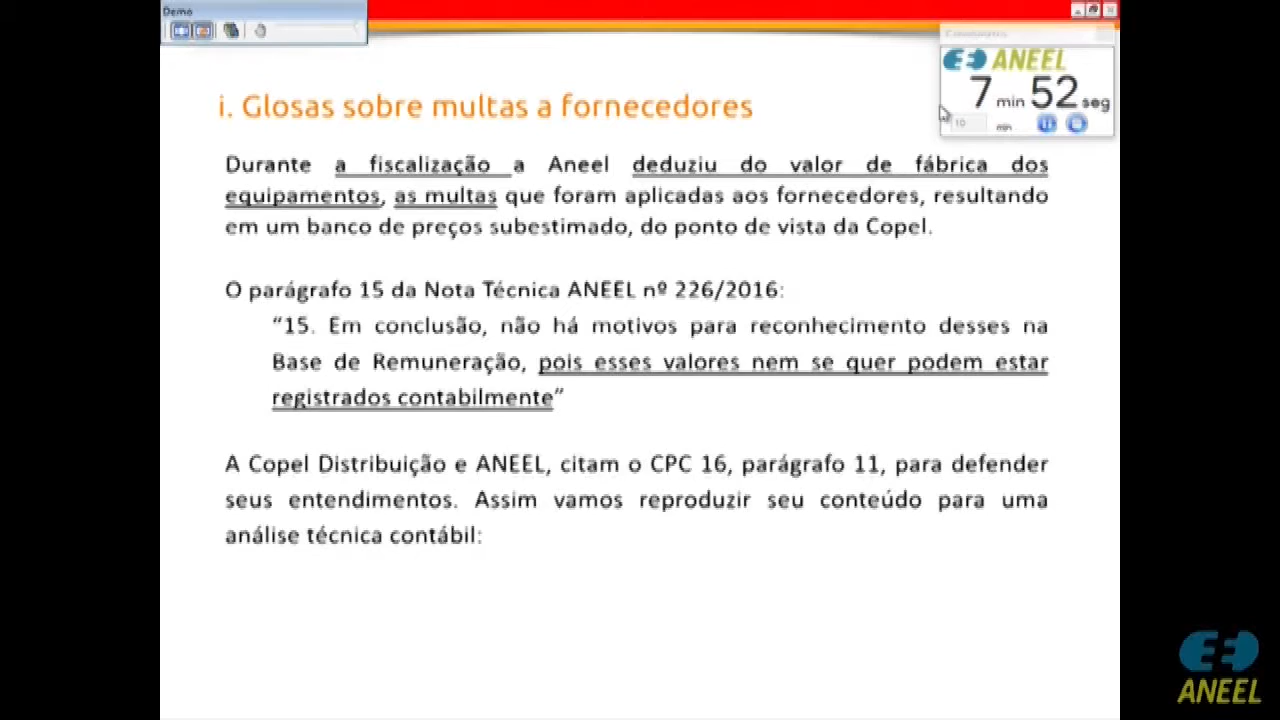 Demo
ANEEL
7 min 52 seg
10 min
i. Glosas sobre multas a fornecedores
Durante a fiscalização a Aneel deduziu do valor de fábrica dos
equipamentos, as multas que foram aplicadas aos fornecedores, resultando
em um banco de preços subestimado, do ponto de vista da Copel.
O parágrafo 15 da Nota Técnica ANEEL nº 226/2016:
“15. Em conclusão, não há motivos para reconhecimento desses na
Base de Remuneração, pois esses valores nem se quer podem estar
registrados contabilmente”
A Copel Distribuição e ANEEL, citam o CPC 16, parágrafo 11, para defender
seus entendimentos. Assim vamos reproduzir seu conteúdo para uma
análise técnica contábil:
ANEEL